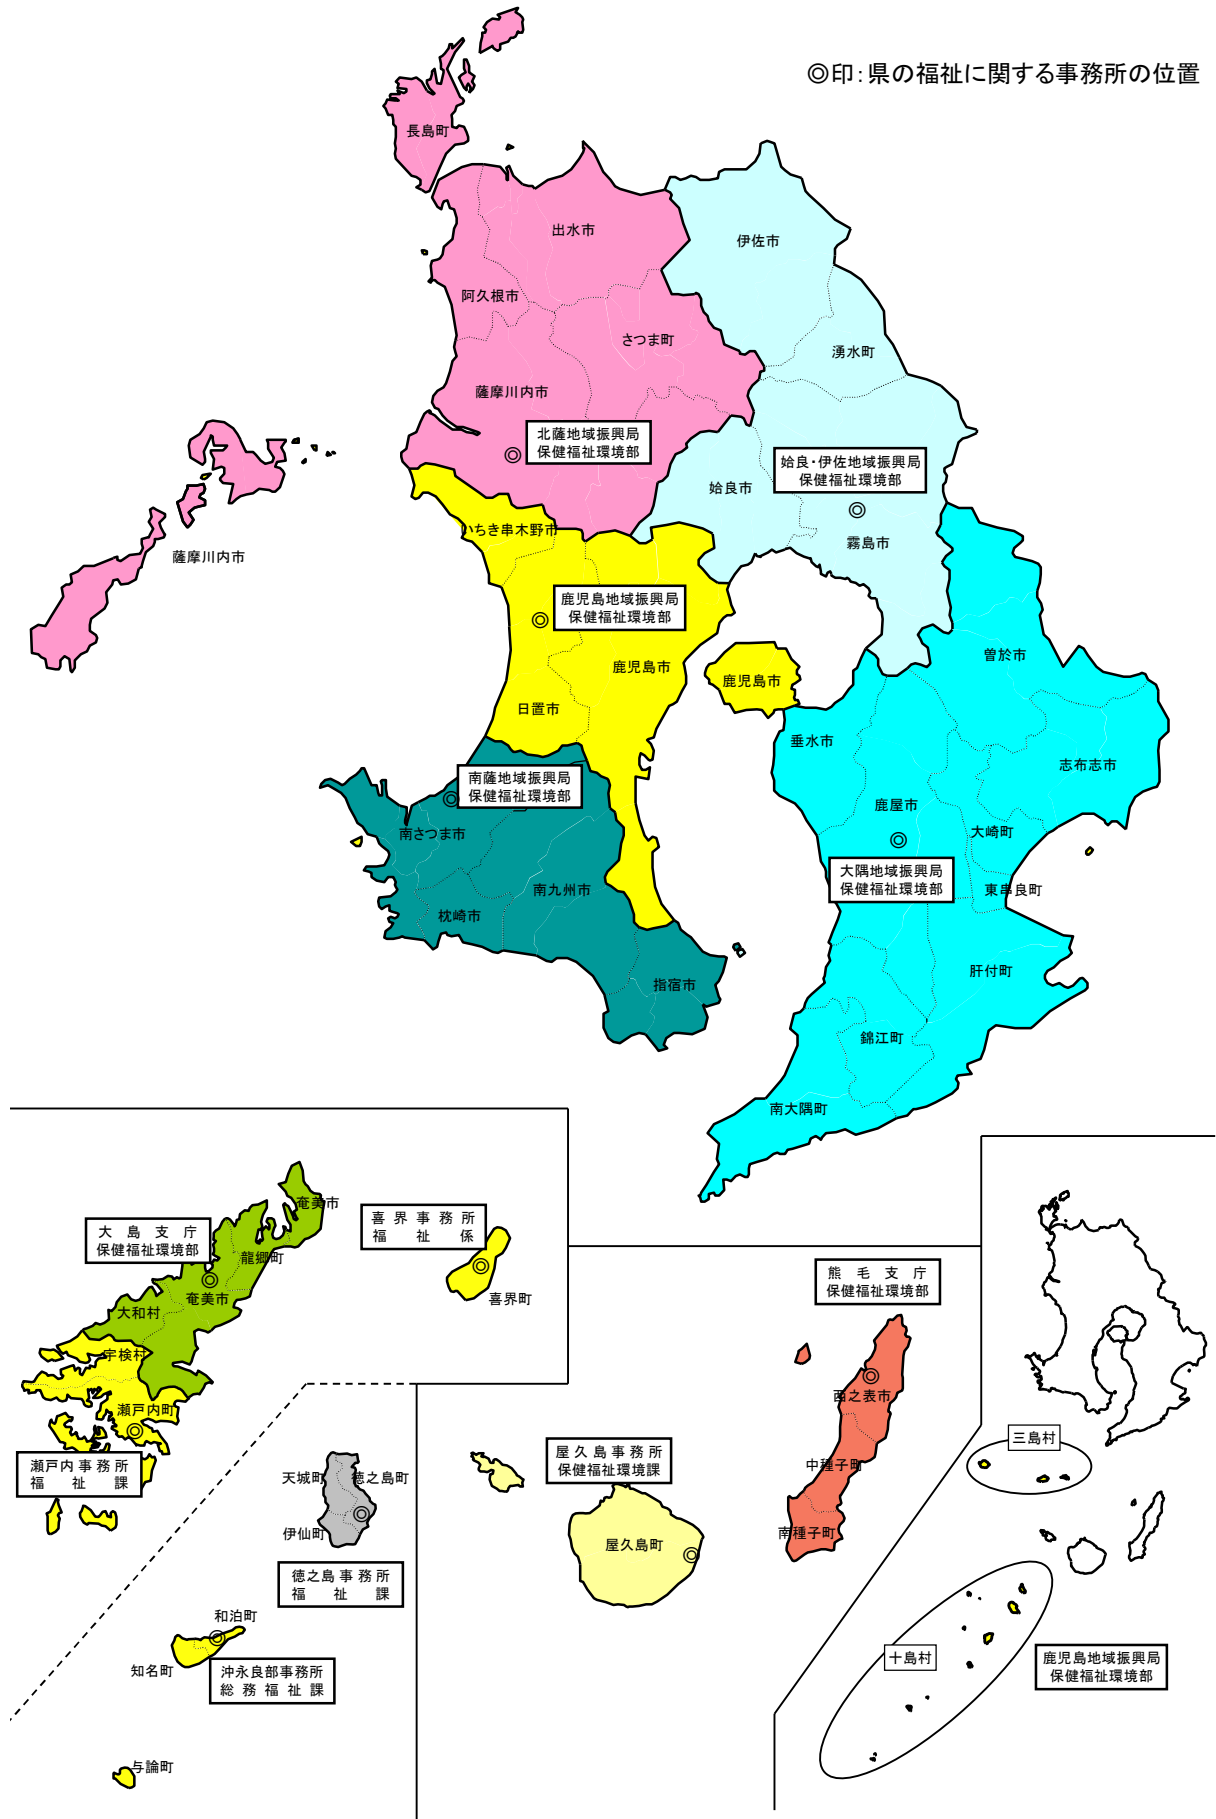 ◎印:県の福祉に関する事務所の位置
長島町
出水市
伊佐市
阿久根市
さつま町
湧水町
薩摩川内市
北薩地域振興局
保健福祉環境部
姶良・伊佐地域振興局
保健福祉環境部
姶良市
霧島市
いちき串木野市
薩摩川内市
鹿児島地域振興局
保健福祉環境部
鹿児島市
鹿児島市
曽於市
日置市
垂水市
志布志市
南薩地域振興局
保健福祉環境部
鹿屋市
南さつま市
大崎町
大隅地域振興局
保健福祉環境部
東串良町
南九州市
枕崎市
指宿市
肝付町
錦江町
南大隅町
奄美市
大島支庁
保健福祉環境部
喜界事務所
福祉係
龍郷町
奄美市
喜界町
大和村
宇検村
瀬戸内町
瀬戸内事務所
福祉課
熊毛支庁
保健福祉環境部
西之表市
中種子町
南種子町
屋久島事務所
保健福祉環境課
屋久島町
三島村
天城町
徳之島町
伊仙町
徳之島事務所
福祉課
和泊町
知名町
沖永良部事務所
総務福祉課
与論町
十島村
鹿児島地域振興局
保健福祉環境部